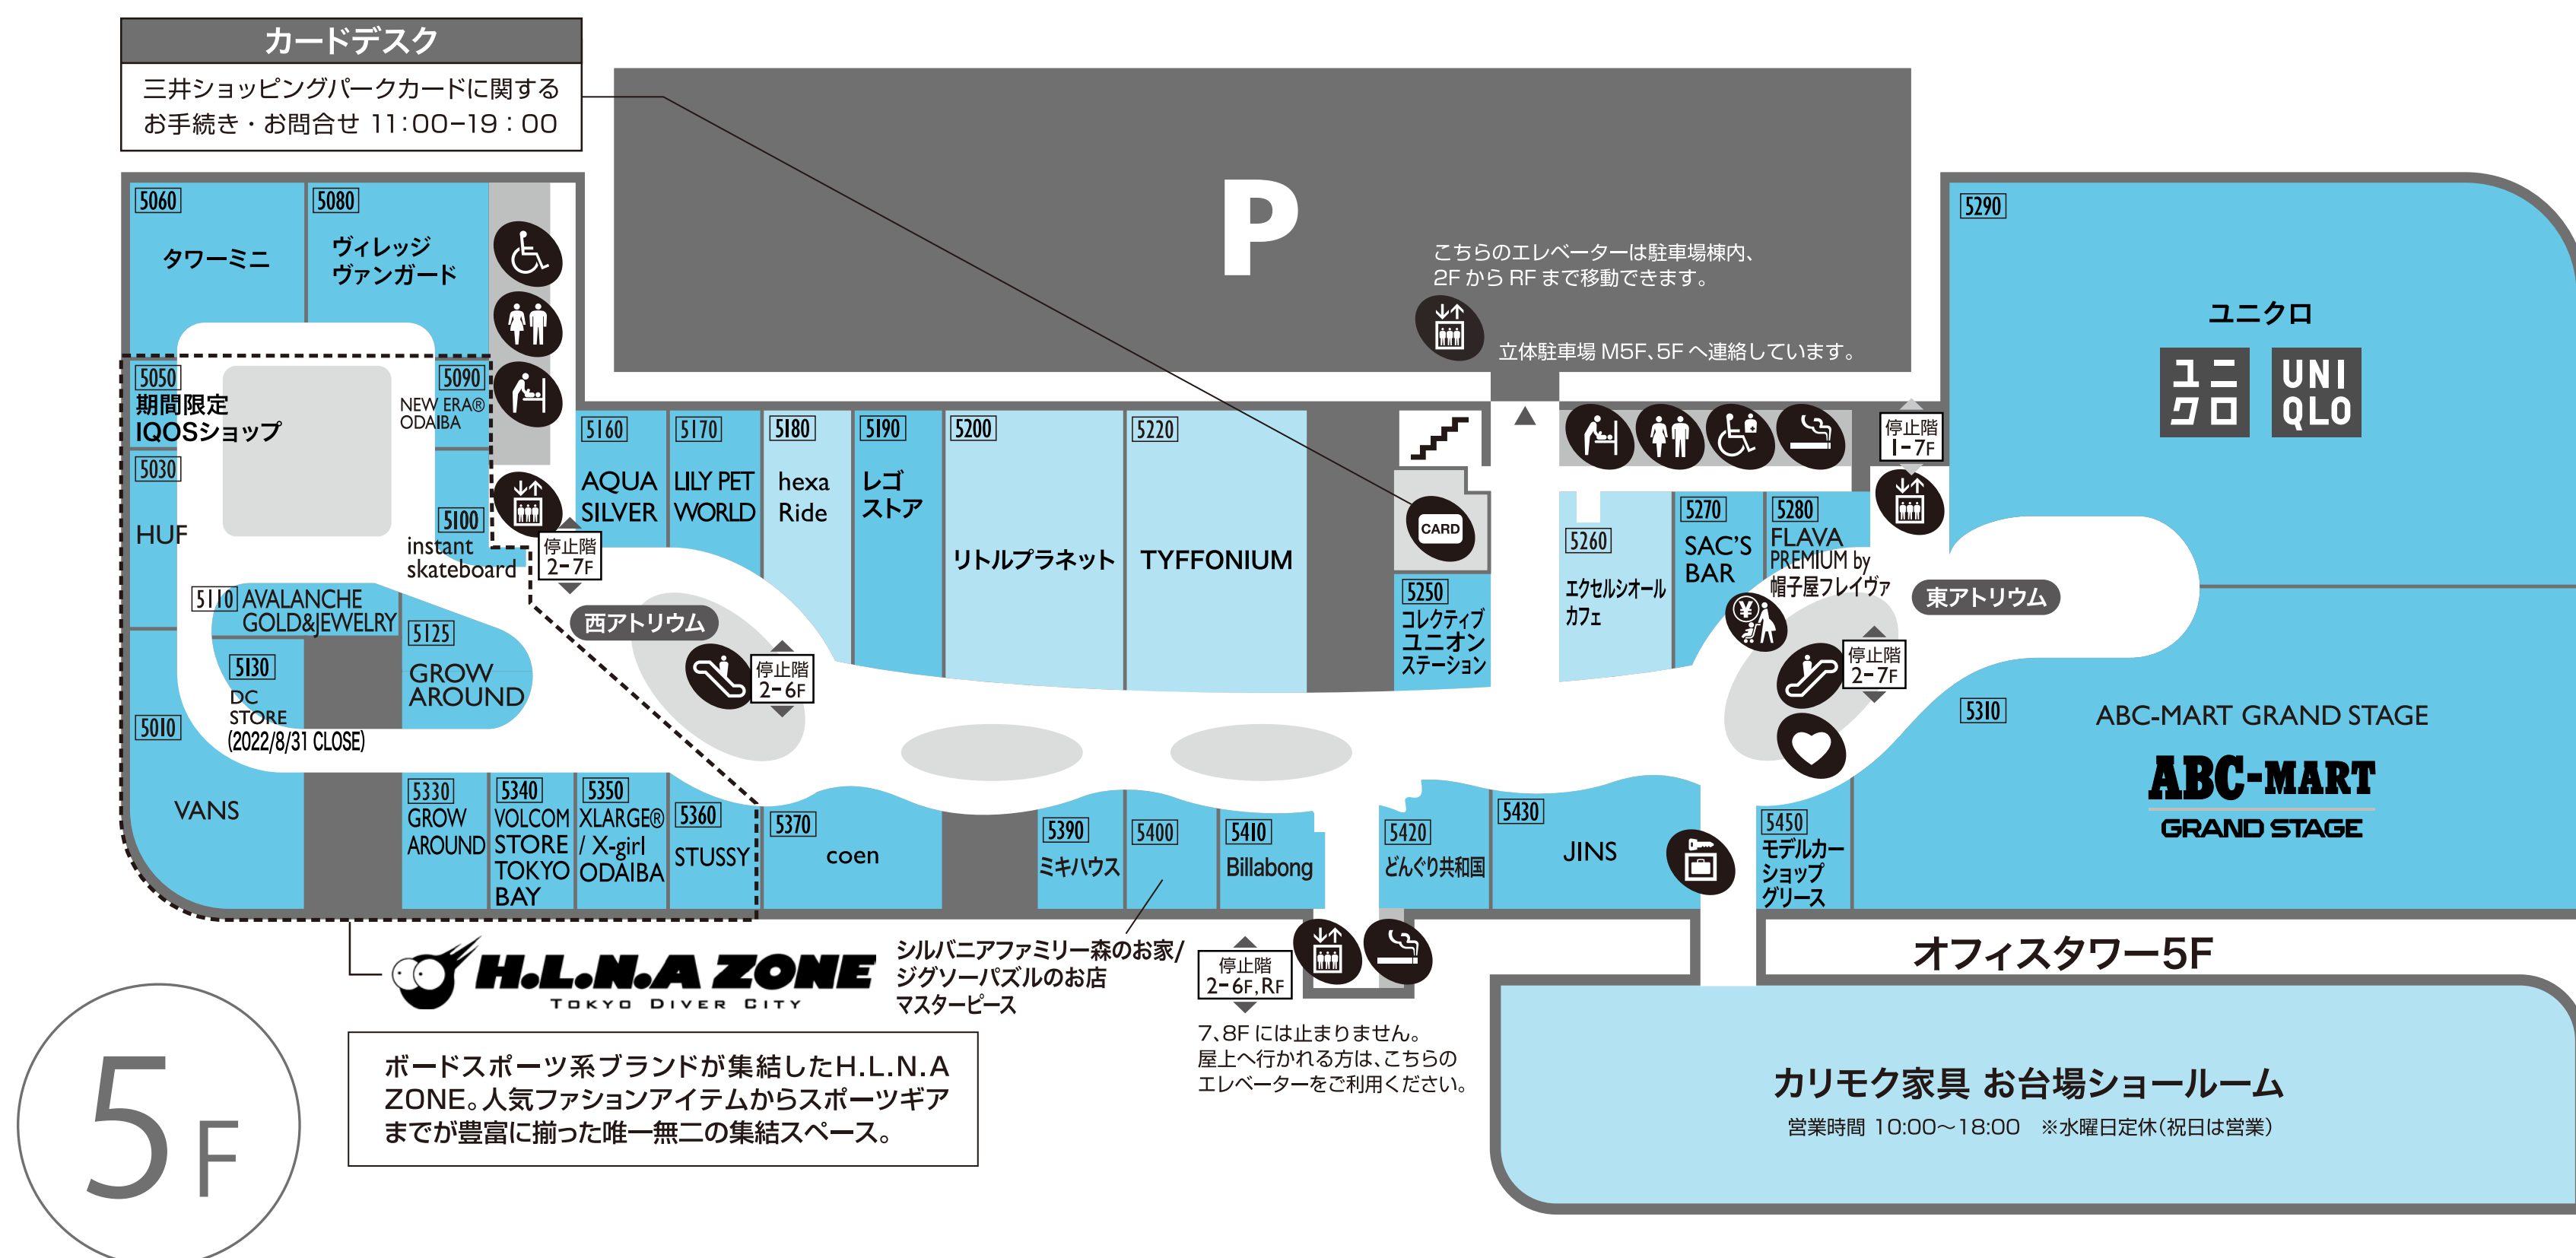 カードデスク
三井ショッピングパークカードに関する
お手続き・お問合せ 11:00-19:00
P
こちらのエレベーターは駐車場棟内、
2FからRFまで移動できます。
立体駐車場M5F、5Fへ連絡しています。
5060
タワーミニ
5080
ヴィレッジ
ヴァンガード
5050
期間限定
IQOSショップ
5090
NEW ERA®
ODAIBA
5030
HUF
5100
instant
skateboard
停止階
2-7F
5110
AVALANCHE
GOLD&JEWELRY
5125
GROW
AROUND
5130
DC
STORE
(2022/8/31 CLOSE)
5010
VANS
5160
AQUA
SILVER
5170
LILY PET
WORLD
5180
hexa
Ride
5190
レゴ
ストア
5200
リトルプラネット
5220
TYFFONIUM
CARD
5250
コレクティブ
ユニオン
ステーション
5260
エクセルシオール
カフェ
5270
SAC'S
BAR
5280
FLAVA
PREMIUM by
帽子屋フレイヴァ
停止階
1-7F
5290
ユニクロ
ユニ
クロ
UNI
QLO
西アトリウム
停止階
2-6F
東アトリウム
¥
停止階
2-7F
5310
ABC-MART GRAND STAGE
ABC-MART
GRAND STAGE
5330
GROW
AROUND
5340
VOLCOM
STORE
TOKYO
BAY
5350
XLARGE®
/ X-girl
ODAIBA
5360
STUSSY
5370
coen
5390
ミキハウス
5400
5410
Billabong
5420
どんぐり共和国
5430
JINS
5450
モデルカー
ショップ
グリース
H.L.N.A ZONE
TOKYO DIVER CITY
シルバニアファミリー森のお家/
ジグソーパズルのお店
マスターピース
停止階
2-6F,RF
7、8Fには止まりません。
屋上へ行かれる方は、こちらの
エレベーターをご利用ください。
オフィスタワー5F
カリモク家具 お台場ショールーム
営業時間 10:00～18:00 ※水曜日定休(祝日は営業)
5F
ボードスポーツ系ブランドが集結したH.L.N.A
ZONE。人気ファションアイテムからスポーツギア
までが豊富に揃った唯一無二の集結スペース。